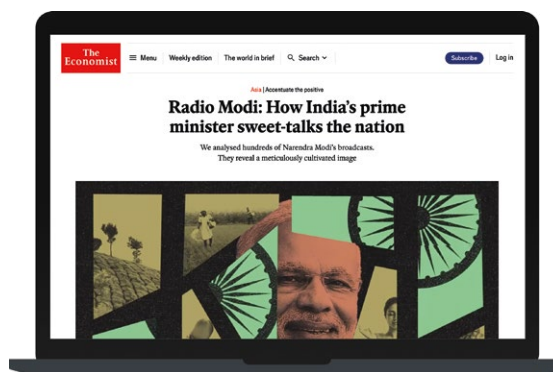 The
Economist
Menu Weekly edition The world in brief Search Subscribe Log in
Asia | Accentuate the positive
Radio Modi: How India's prime
minister sweet-talks the nation
We analysed hundreds of Narendra Modi's broadcasts.
They reveal a meticulously cultivated image